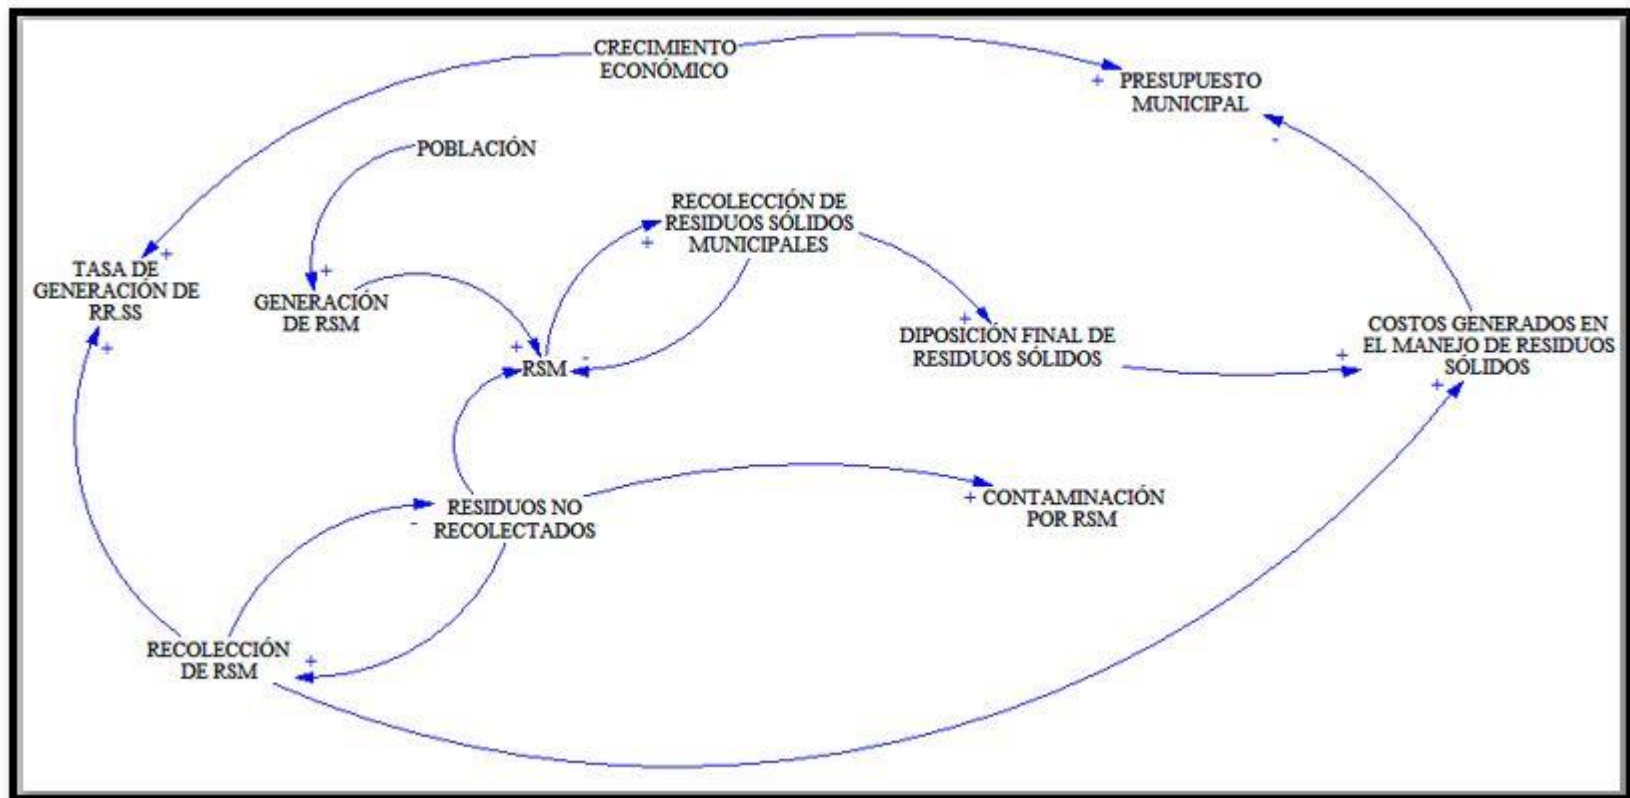 CRECIMIENTO
ECONÓMICO
+
PRESUPUESTO
MUNICIPAL
-
POBLACIÓN
RECOLECCIÓN DE
RESIDUOS SÓLIDOS
MUNICIPALES
+
+
TASA DE
GENERACIÓN DE
RR.SS
+
+
GENERACIÓN
DE RSM
+
DIPOSICIÓN FINAL DE
RESIDUOS SÓLIDOS
COSTOS GENERADOS EN
EL MANEJO DE RESIDUOS
SÓLIDOS
+
+
+
-
RSM
RESIDUOS NO
RECOLECTADOS
-
+
CONTAMINACIÓN
POR RSM
RECOLECCIÓN
DE RSM
+